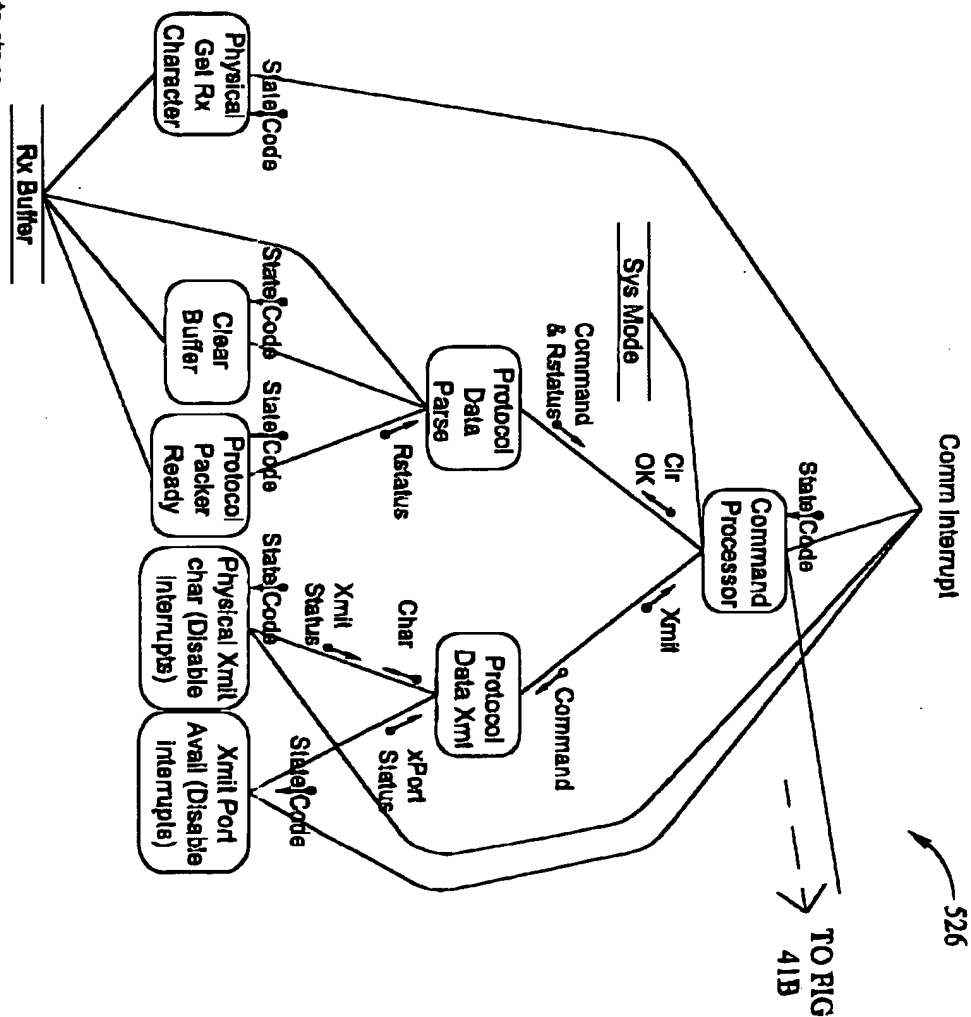 526
Comm Interrupt
TO FIG
41B
State Code
Command
Processor
Sys Mode
Clr
OK
Xmit
Command
& Rstatus
Command
Protocol
Data
Parse
Protocol
Data Xmt
Rstatus
Char
Xmit
Status
xPort
Status
State Code
Physical
Get Rx
Character
State Code
Clear
Buffer
State Code
Protocol
Packer
Ready
State Code
Physical Xmit
char (Disable
interrupts)
State Code
Xmit Port
Avail (Disable
interrupts)
Rx Buffer